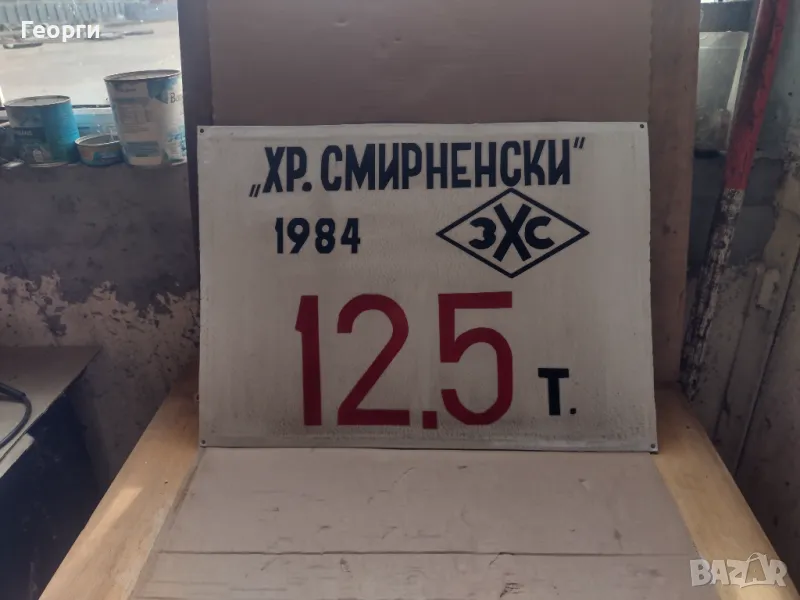 Георги
„ХР. СМИРНЕНСКИ"
1984
ЗХС
12.5 т.
BAZAR